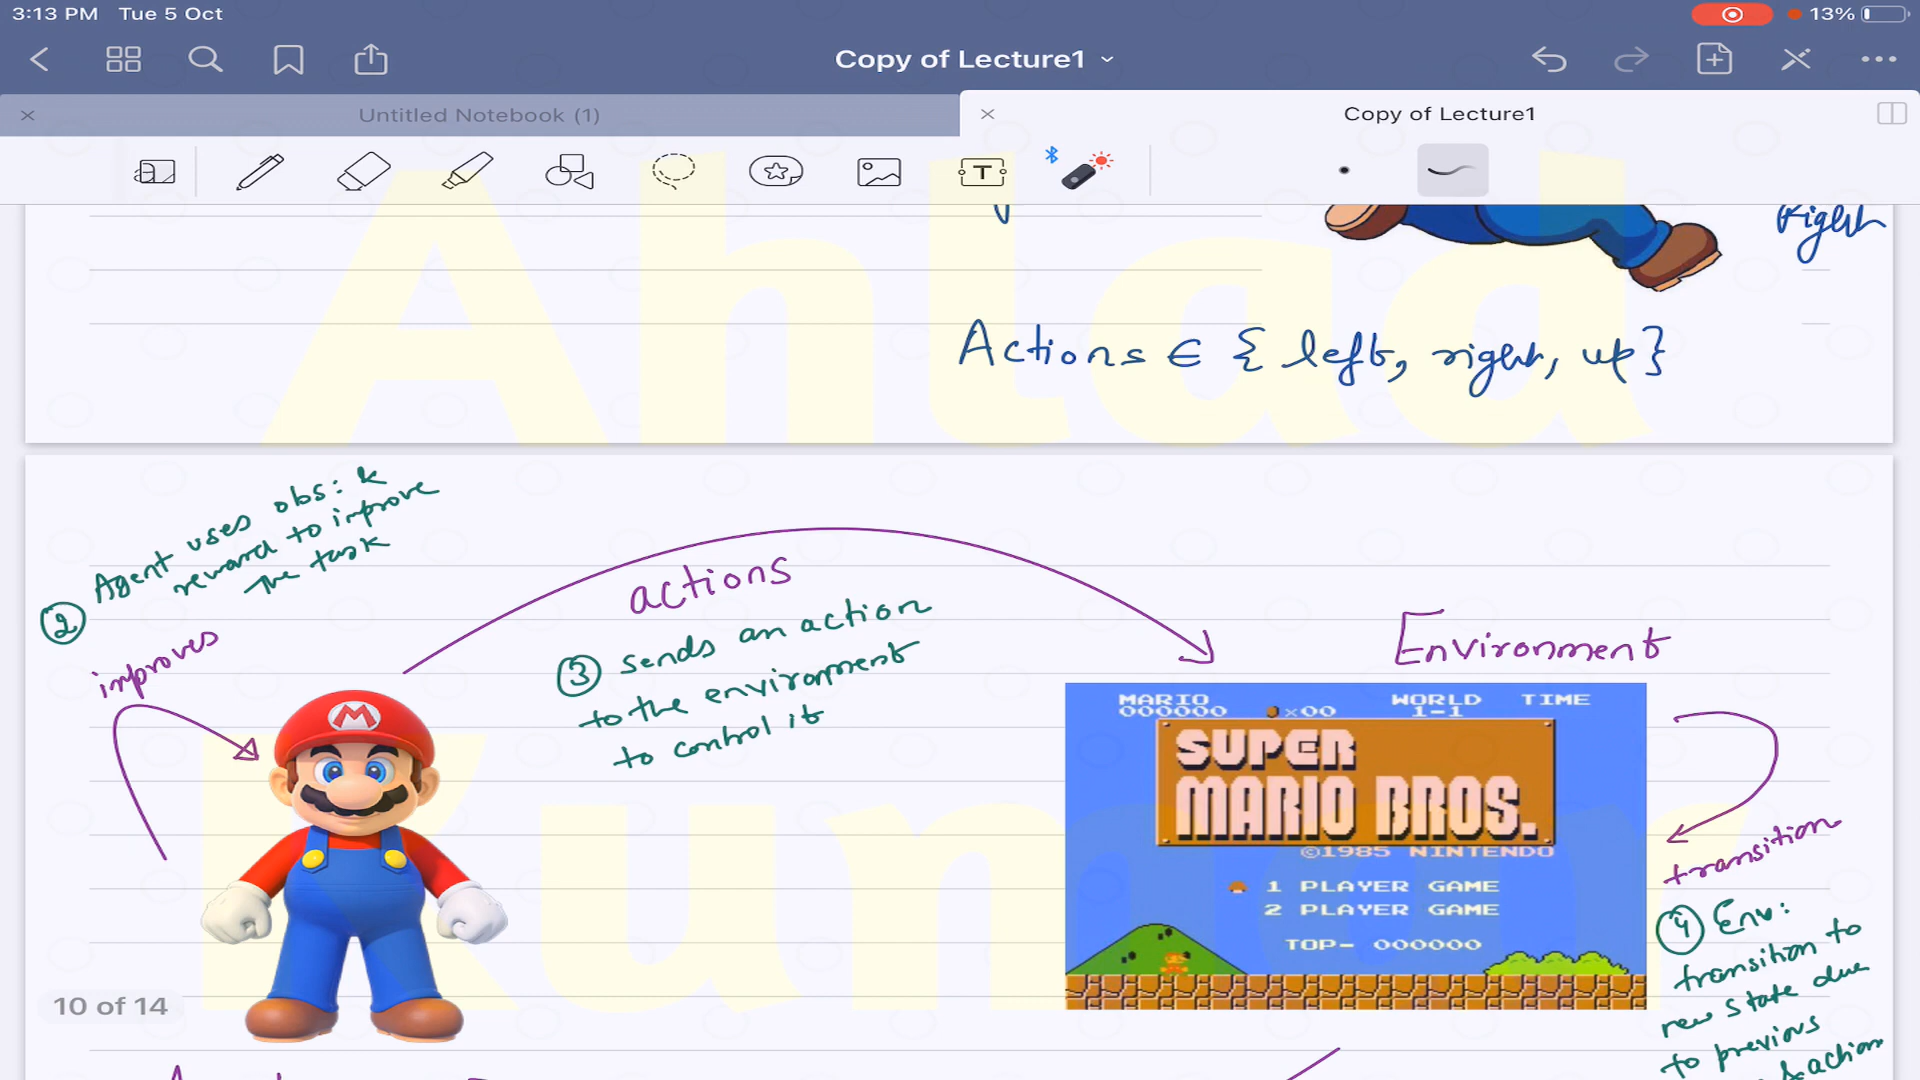 3:13 PM Tue 5 Oct
13%
Copy of Lecture1
Untitled Notebook (1)
Copy of Lecture1
T
right
Actions ∈ { left, right, up}
Ahlad
Kumar
Agent uses obs: &
reward to improve
the task
2
improves
actions
3 sends an action
to the environment
to control it
Environment
M
MARIO WORLD TIME
000000 ×00 1-1
SUPER
MARIO BROS.
©1985 NINTENDO
1 PLAYER GAME
2 PLAYER GAME
TOP- 000000
transition
4 Env:
transition to
new state due
to previous
&action
10 of 14